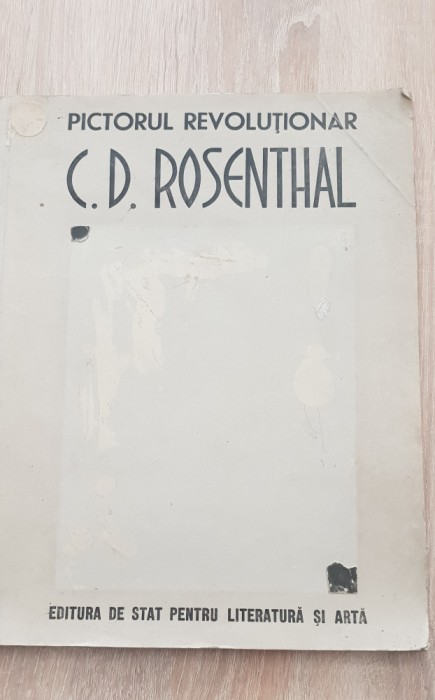 PICTORUL REVOLUȚIONAR
C.D. ROSENTHAL
EDITURA DE STAT PENTRU LITERATURĂ ȘI ARTĂ